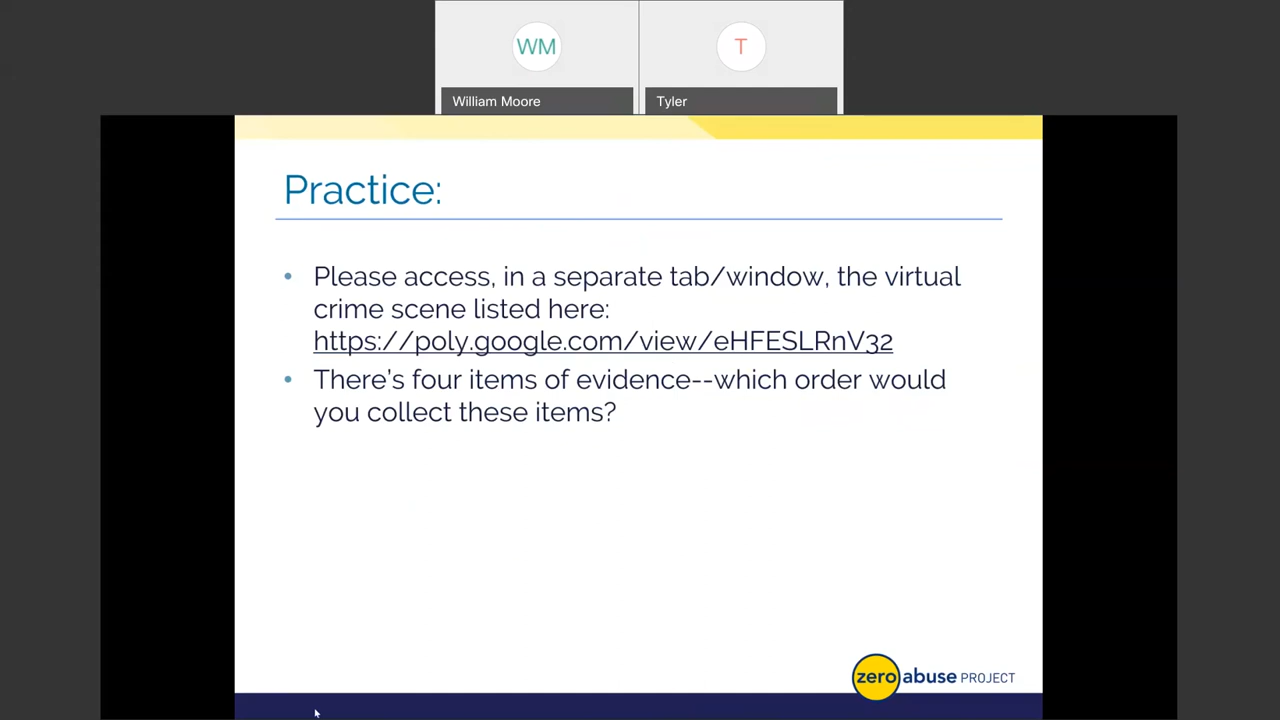 WM
T
William Moore
Tyler
Practice:
• Please access, in a separate tab/window, the virtual
crime scene listed here:
https://poly.google.com/view/eHFESLRnV32
• There's four items of evidence--which order would
you collect these items?
zero abuse PROJECT